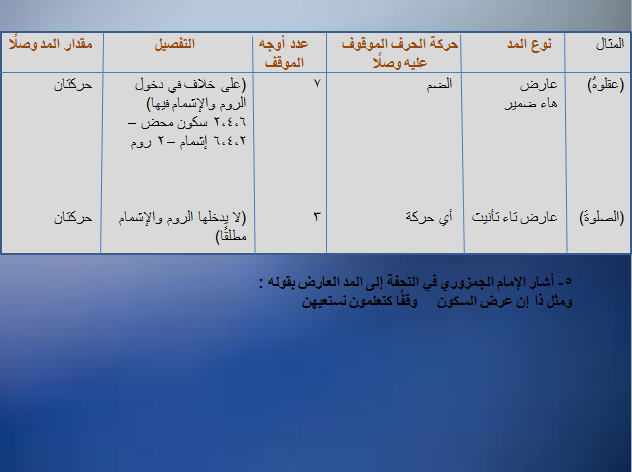 المثال نوع المد حركة الحرف الموقوف عليه وصلًا عدد أوجه الموقف التفصيل مقدار المد وصلًا
(عقلوهُ) عارض هاء ضمير الضم ٧ (على خلاف في دخول الروم والإشمام فيها) ٢،٤،٦ سكون محض – ٦،٤،٢ إشمام – ٢ روم حركتان
(الصلوة) عارض تاء تأنيث أي حركة ٣ (لا يدخلها الروم والإشمام مطلقًا) حركتان
٥- أشار الإمام الجمزوري في التحفة إلى المد العارض بقوله :
ومثل ذا إن عرض السكون وقفًا كتعلمون نستعيهن